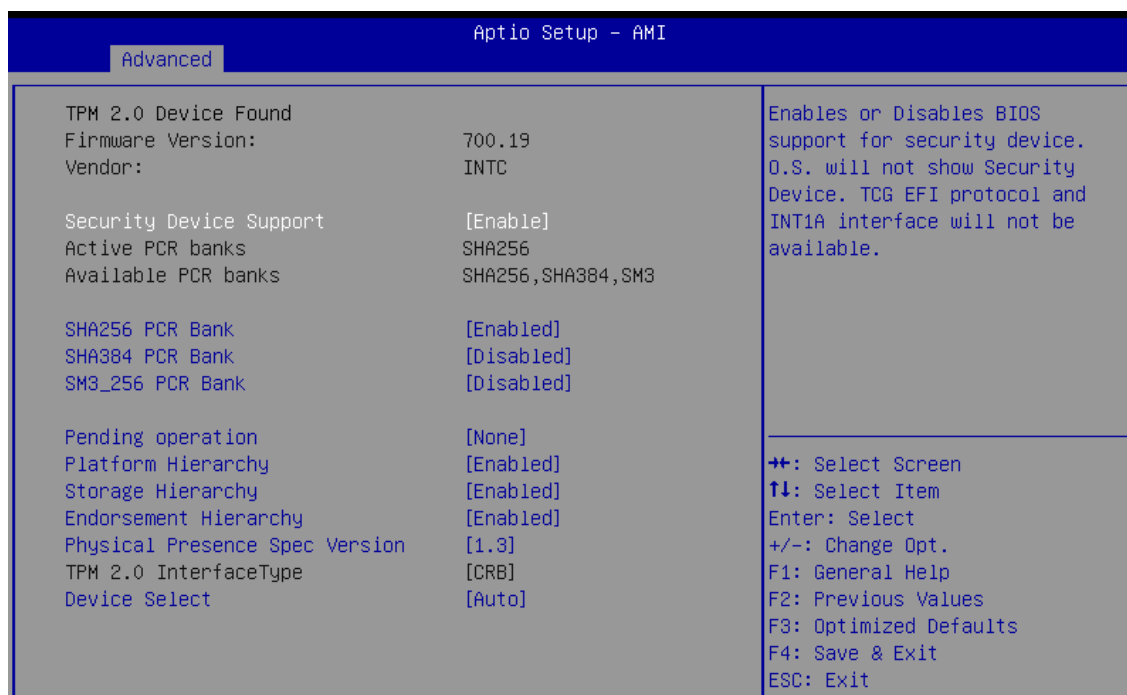 Aptio Setup - AMI
Advanced
TPM 2.0 Device Found
Firmware Version: 700.19
Vendor: INTC
Security Device Support [Enable]
Active PCR banks SHA256
Available PCR banks SHA256,SHA384,SM3
SHA256 PCR Bank [Enabled]
SHA384 PCR Bank [Disabled]
SM3_256 PCR Bank [Disabled]
Pending operation [None]
Platform Hierarchy [Enabled]
Storage Hierarchy [Enabled]
Endorsement Hierarchy [Enabled]
Physical Presence Spec Version [1.3]
TPM 2.0 InterfaceType [CRB]
Device Select [Auto]
Enables or Disables BIOS
support for security device.
O.S. will not show Security
Device. TCG EFI protocol and
INT1A interface will not be
available.
→←: Select Screen
↑↓: Select Item
Enter: Select
+/-: Change Opt.
F1: General Help
F2: Previous Values
F3: Optimized Defaults
F4: Save & Exit
ESC: Exit